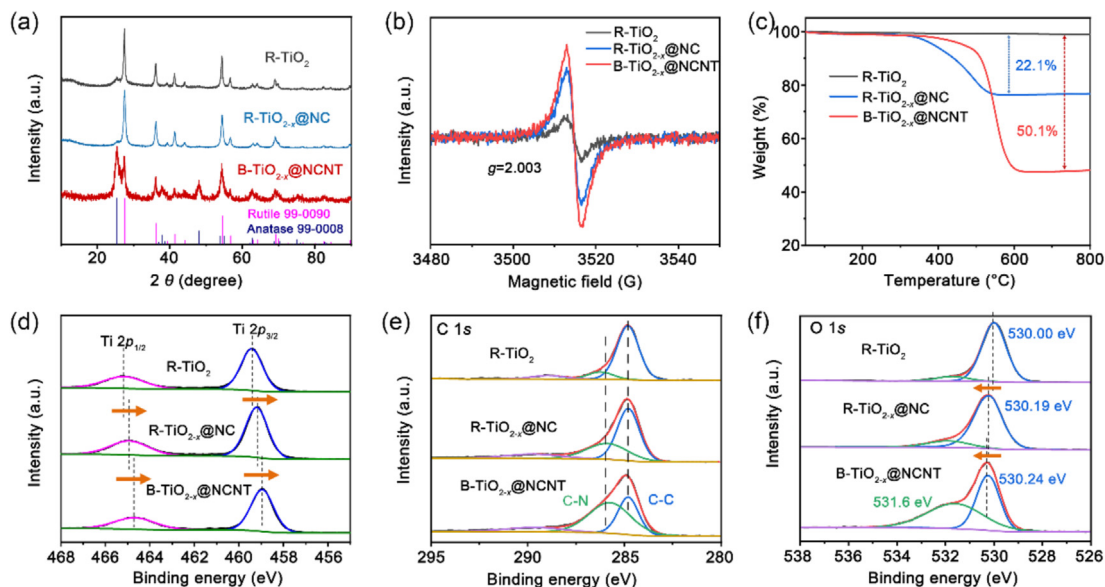 (a)
R-TiO₂
R-TiO₂₋ₓ@NC
B-TiO₂₋ₓ@NCNT
Rutile 99-0090
Anatase 99-0008
Intensity (a.u.)
20 40 60 80
2 θ (degree)
(b)
R-TiO₂
R-TiO₂₋ₓ@NC
B-TiO₂₋ₓ@NCNT
g=2.003
Intensity (a.u.)
3480 3500 3520 3540
Magnetic field (G)
(c)
R-TiO₂
R-TiO₂₋ₓ@NC
B-TiO₂₋ₓ@NCNT
22.1%
50.1%
Weight (%)
100
80
60
40
20
200 400 600 800
Temperature (°C)
(d)
Ti 2p₁/₂
Ti 2p₃/₂
R-TiO₂
R-TiO₂₋ₓ@NC
B-TiO₂₋ₓ@NCNT
Intensity (a.u.)
468 465 462 459 456
Binding energy (eV)
(e)
C 1s
R-TiO₂
R-TiO₂₋ₓ@NC
B-TiO₂₋ₓ@NCNT
C-N
C-C
Intensity (a.u.)
295 290 285 280
Binding energy (eV)
(f)
O 1s
530.00 eV
R-TiO₂
R-TiO₂₋ₓ@NC
530.19 eV
B-TiO₂₋ₓ@NCNT
530.24 eV
531.6 eV
Intensity (a.u.)
538 536 534 532 530 528 526
Binding energy (eV)